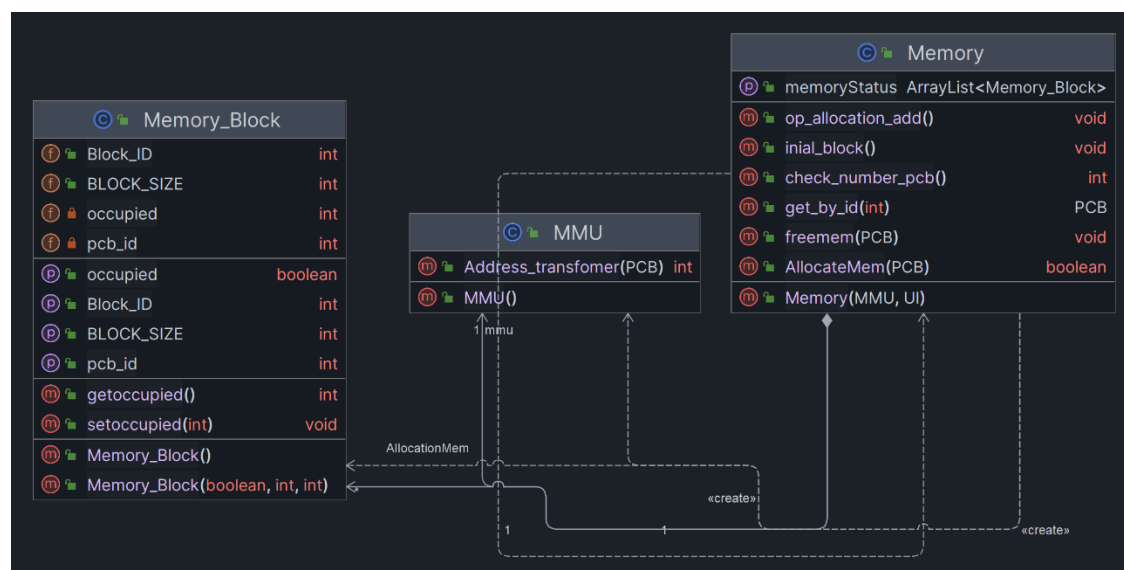 Memory_Block
Block_ID int
BLOCK_SIZE int
occupied int
pcb_id int
occupied boolean
Block_ID int
BLOCK_SIZE int
pcb_id int
getoccupied() int
setoccupied(int) void
Memory_Block()
Memory_Block(boolean, int, int)
MMU
Address_transfomer(PCB) int
MMU()
Memory
memoryStatus ArrayList<Memory_Block>
op_allocation_add() void
inial_block() void
check_number_pcb() int
get_by_id(int) PCB
freemem(PCB) void
AllocateMem(PCB) boolean
Memory(MMU, UI)
1 mmu
AllocationMem
*
«create»
1
1
«create»